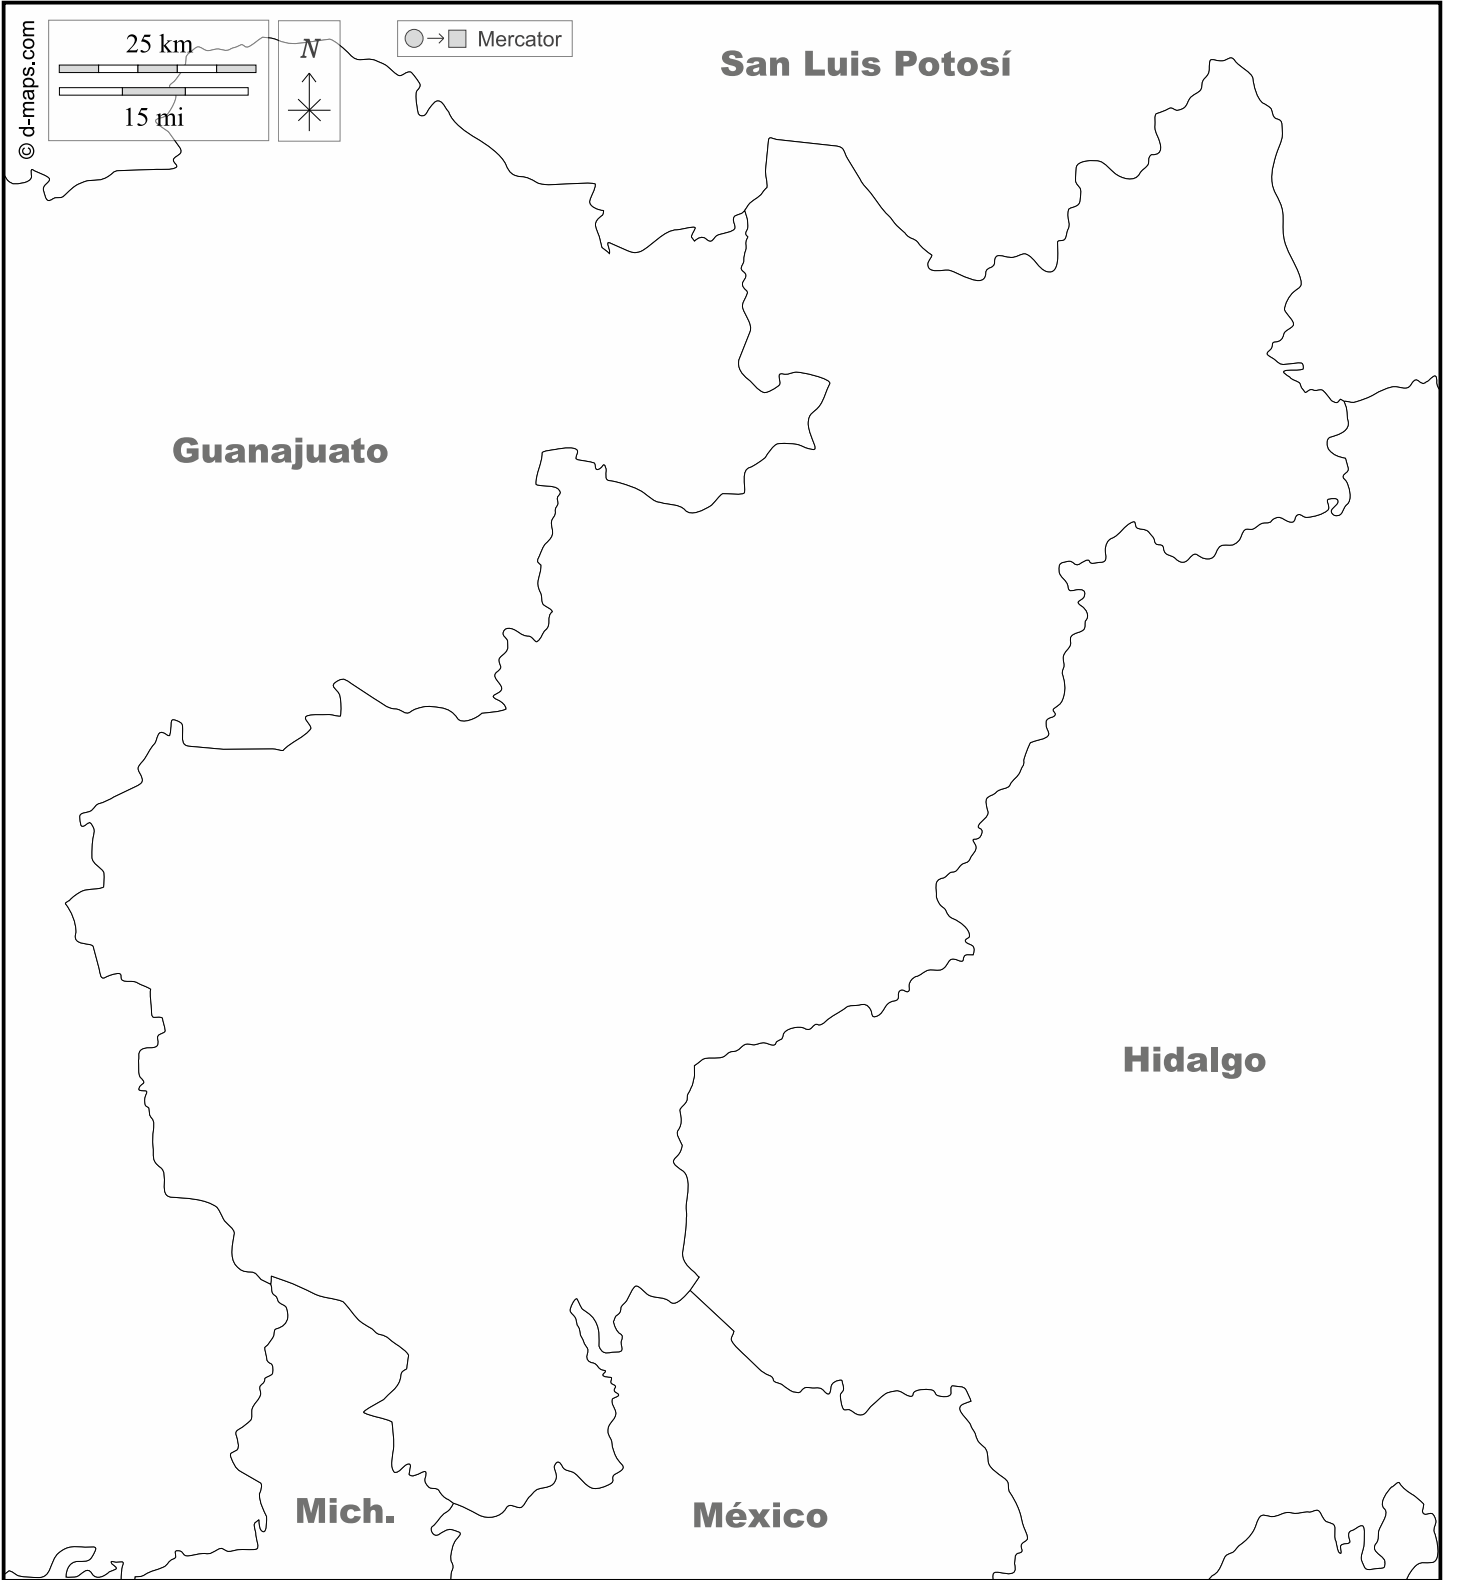 © d-maps.com
25 km
15 mi
N
Mercator
San Luis Potosí
Guanajuato
Hidalgo
Mich.
México